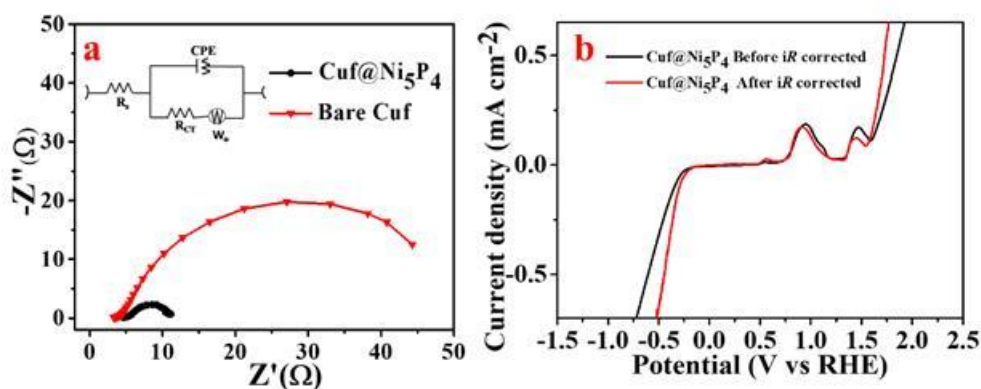 a
50
40
30
20
10
0
-Z"(Ω)
0 10 20 30 40 50
Z'(Ω)
CPE
Rs
RCT
Wo
Cuf@Ni5P4
Bare Cuf
b
0.5
0.0
-0.5
Current density (mA cm-2)
-1.5 -1.0 -0.5 0.0 0.5 1.0 1.5 2.0 2.5
Potential (V vs RHE)
Cuf@Ni5P4 Before iR corrected
Cuf@Ni5P4 After iR corrected